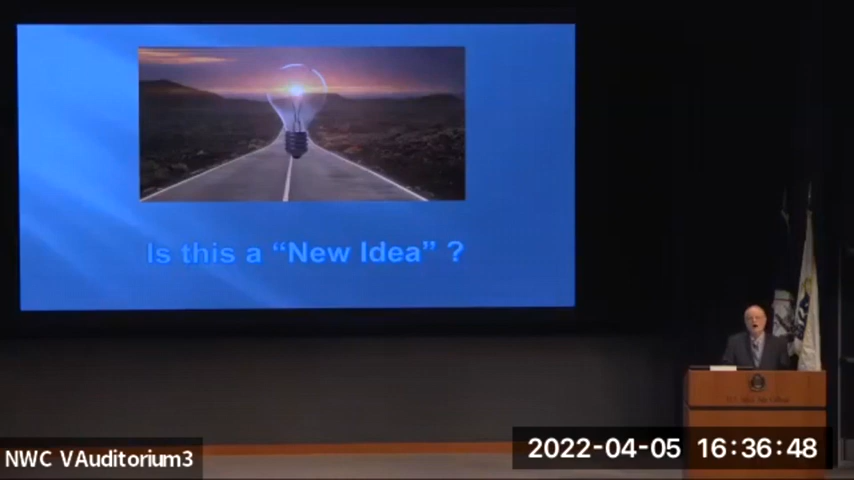 Is this a “New Idea” ?
NWC VAuditorium3
2022-04-05 16:36:48